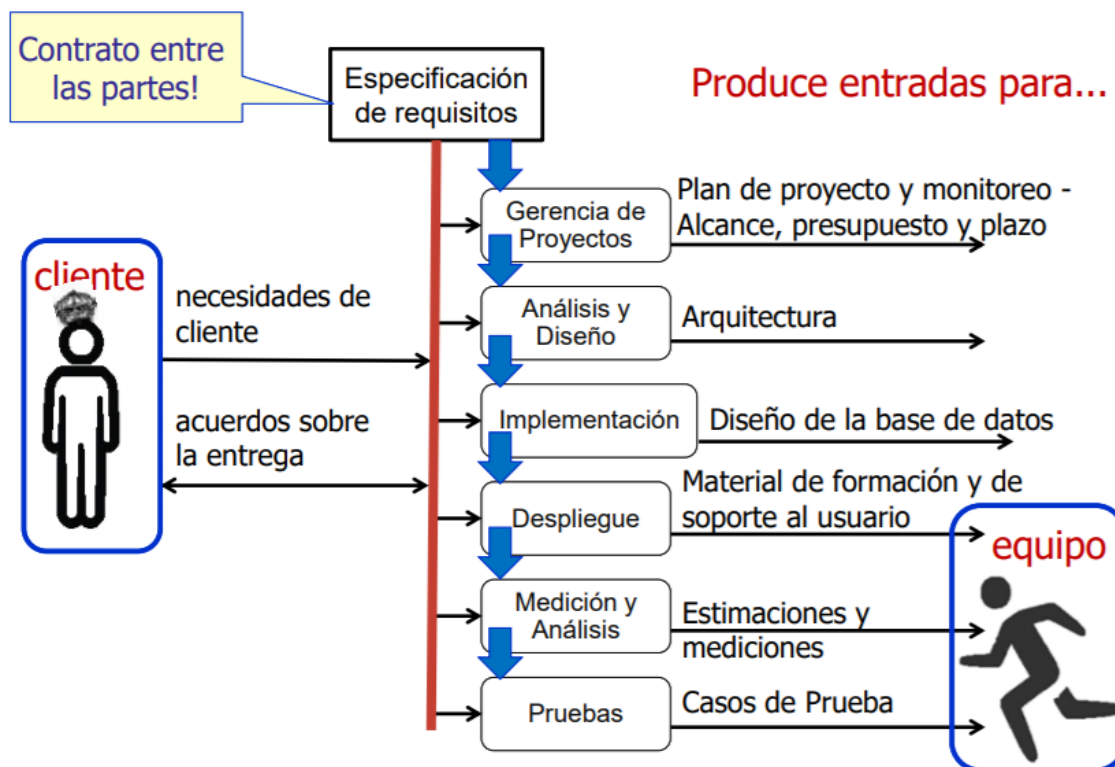 Contrato entre
las partes!
Especificación
de requisitos
Produce entradas para...
Gerencia de
Proyectos
Plan de proyecto y monitoreo -
Alcance, presupuesto y plazo
cliente
necesidades de
cliente
Análisis y
Diseño
Arquitectura
acuerdos sobre
la entrega
Implementación
Diseño de la base de datos
Despliegue
Material de formación y de
soporte al usuario
equipo
Medición y
Análisis
Estimaciones y
mediciones
Pruebas
Casos de Prueba